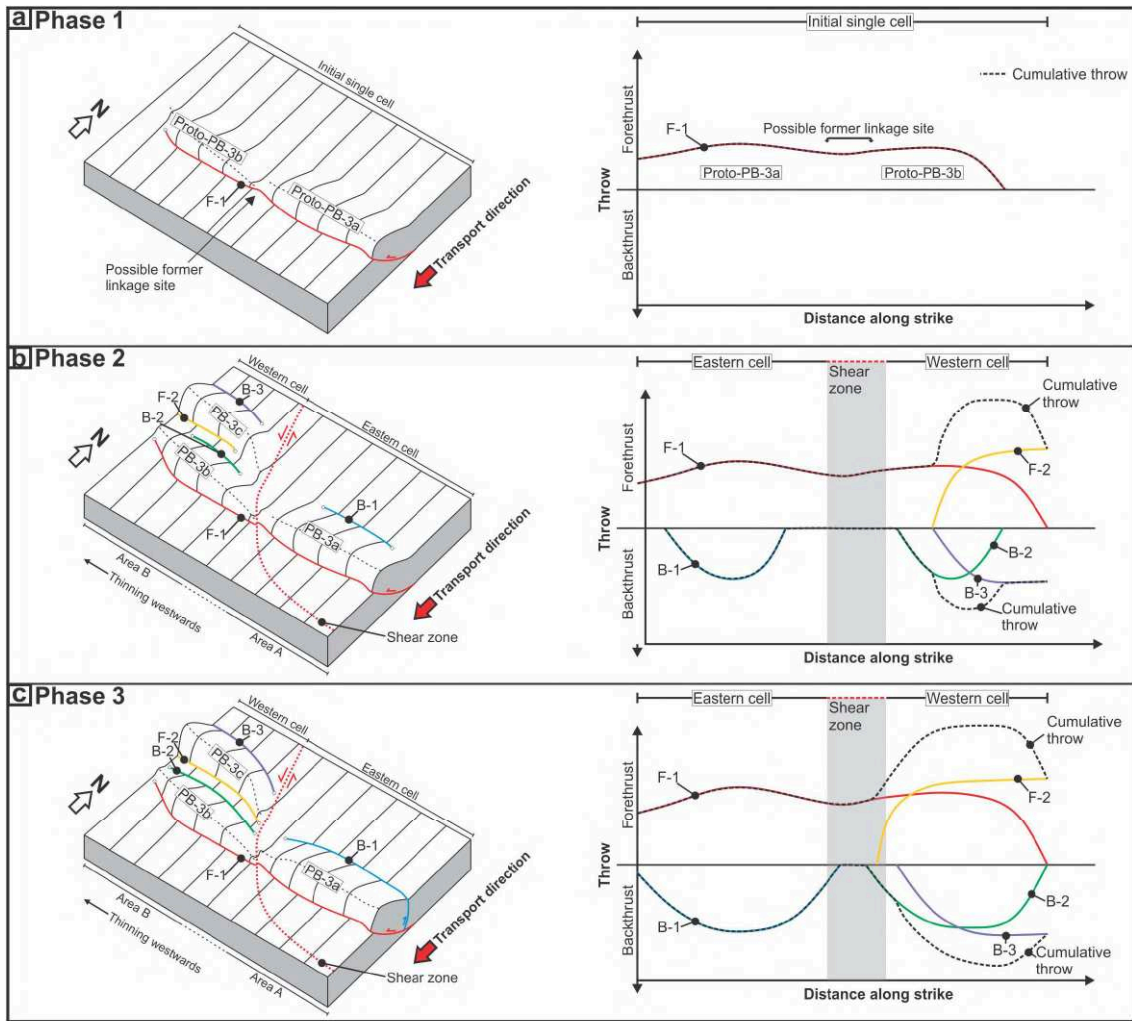 a Phase 1
Initial single cell
N
Proto-PB-3b
F-1
Proto-PB-3a
Possible former
linkage site
Transport direction
Initial single cell
Cumulative throw
Forethrust
F-1
Possible former linkage site
Proto-PB-3a
Proto-PB-3b
Throw
Backthrust
Distance along strike
b Phase 2
Western cell
B-3
F-2
B-2
PB-3c
Eastern cell
N
PB-3b
B-1
F-1
PB-3a
Area B
Thinning westwards
Area A
Transport direction
Shear zone
Eastern cell
Shear
zone
Western cell
Cumulative
throw
Forethrust
F-1
F-2
Throw
Backthrust
B-1
B-2
B-3
Cumulative
throw
Distance along strike
c Phase 3
Western cell
B-3
F-2
B-2
PB-3c
Eastern cell
N
PB-3b
B-1
F-1
PB-3a
Area B
Thinning westwards
Area A
Transport direction
Shear zone
Eastern cell
Shear
zone
Western cell
Cumulative
throw
Forethrust
F-1
F-2
Throw
Backthrust
B-1
B-2
B-3
Cumulative
throw
Distance along strike